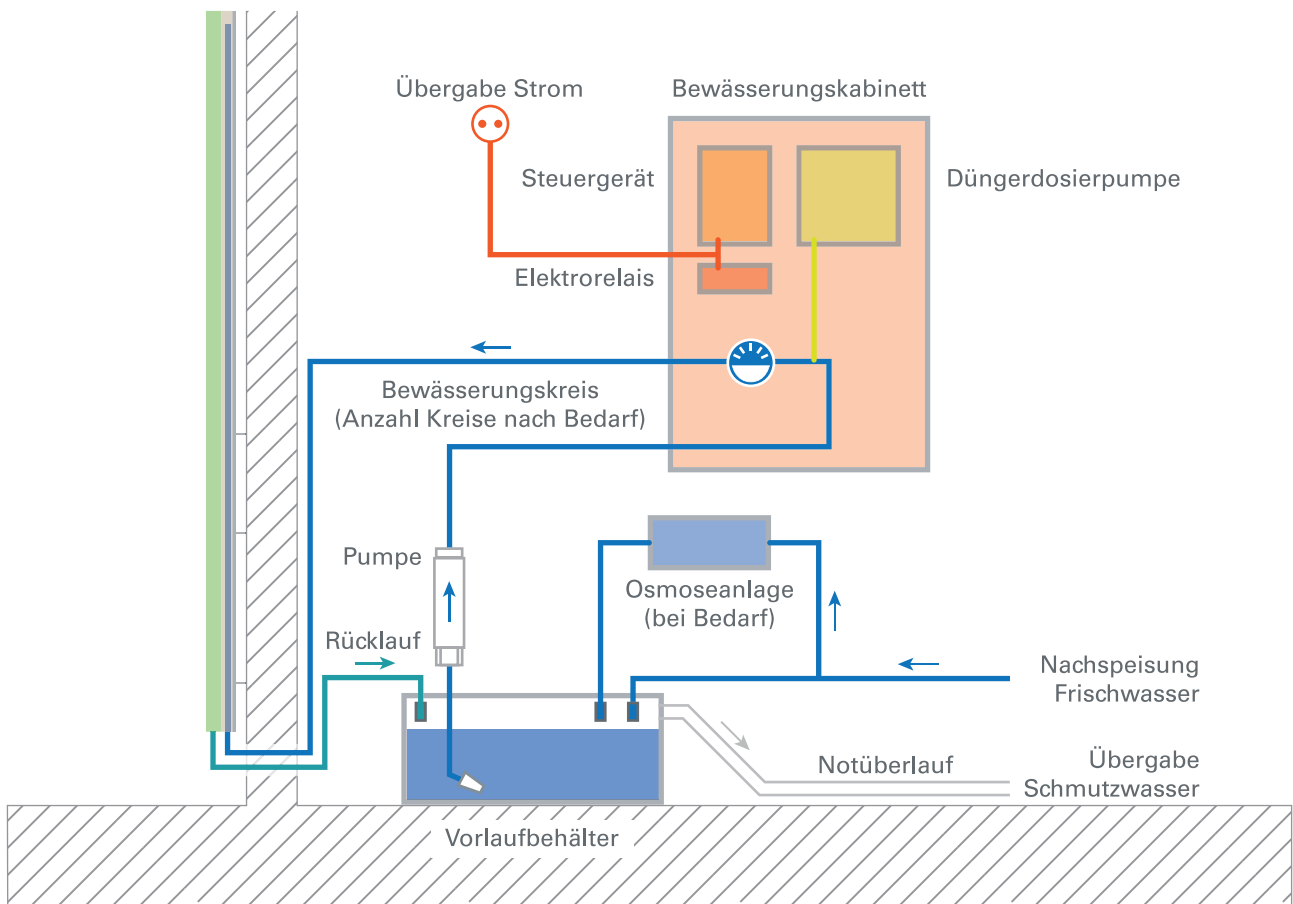 Übergabe Strom
Bewässerungskabinett
Steuergerät
Düngerdosierpumpe
Elektrorelais
Bewässerungskreis
(Anzahl Kreise nach Bedarf)
Pumpe
Osmoseanlage
(bei Bedarf)
Rücklauf
Nachspeisung
Frischwasser
Notüberlauf
Übergabe
Schmutzwasser
Vorlaufbehälter